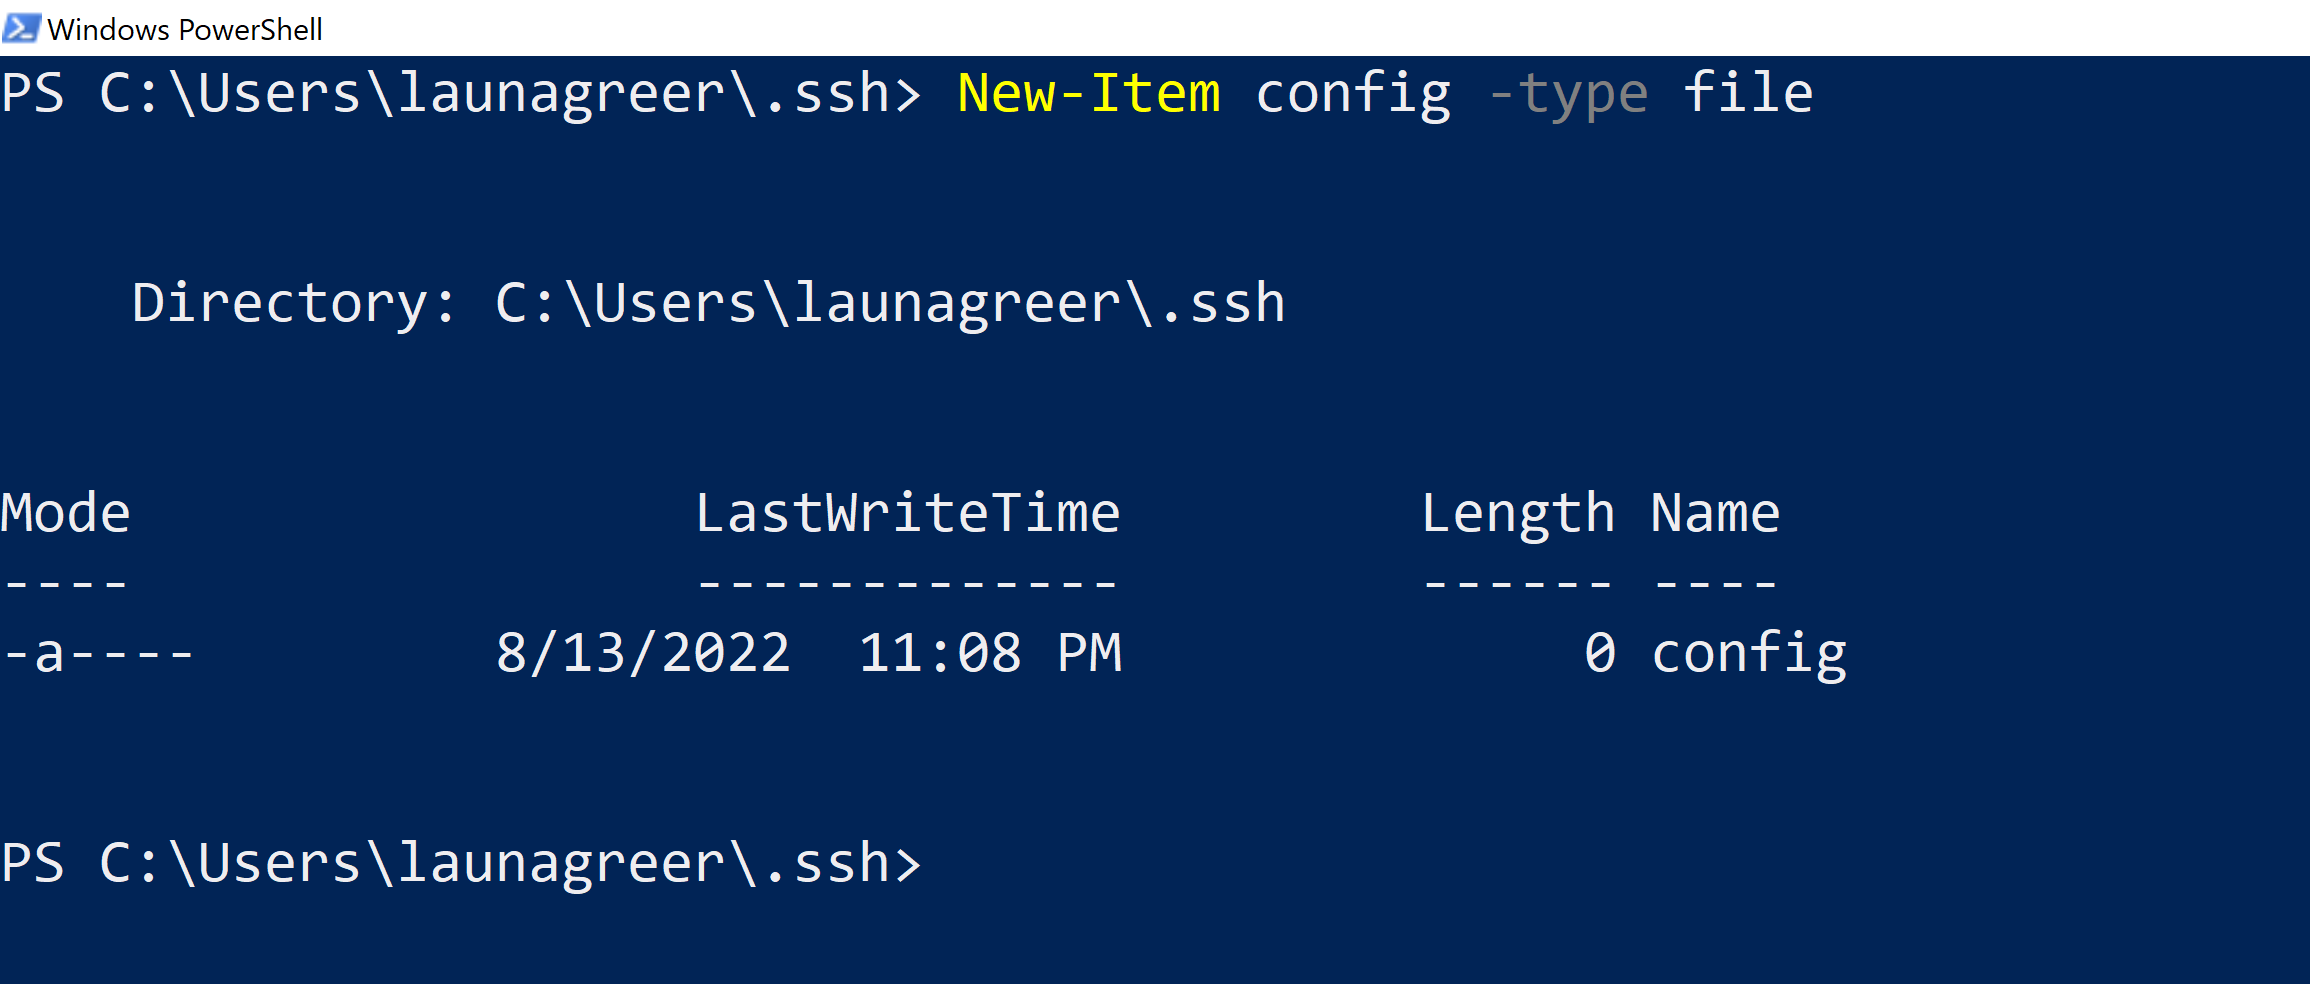 Windows PowerShell
PS C:\Users\launagreer\.ssh> New-Item config -type file
Directory: C:\Users\launagreer\.ssh
Mode                 LastWriteTime         Length Name
----                 -------------         ------ ----
-a----         8/13/2022  11:08 PM              0 config
PS C:\Users\launagreer\.ssh>